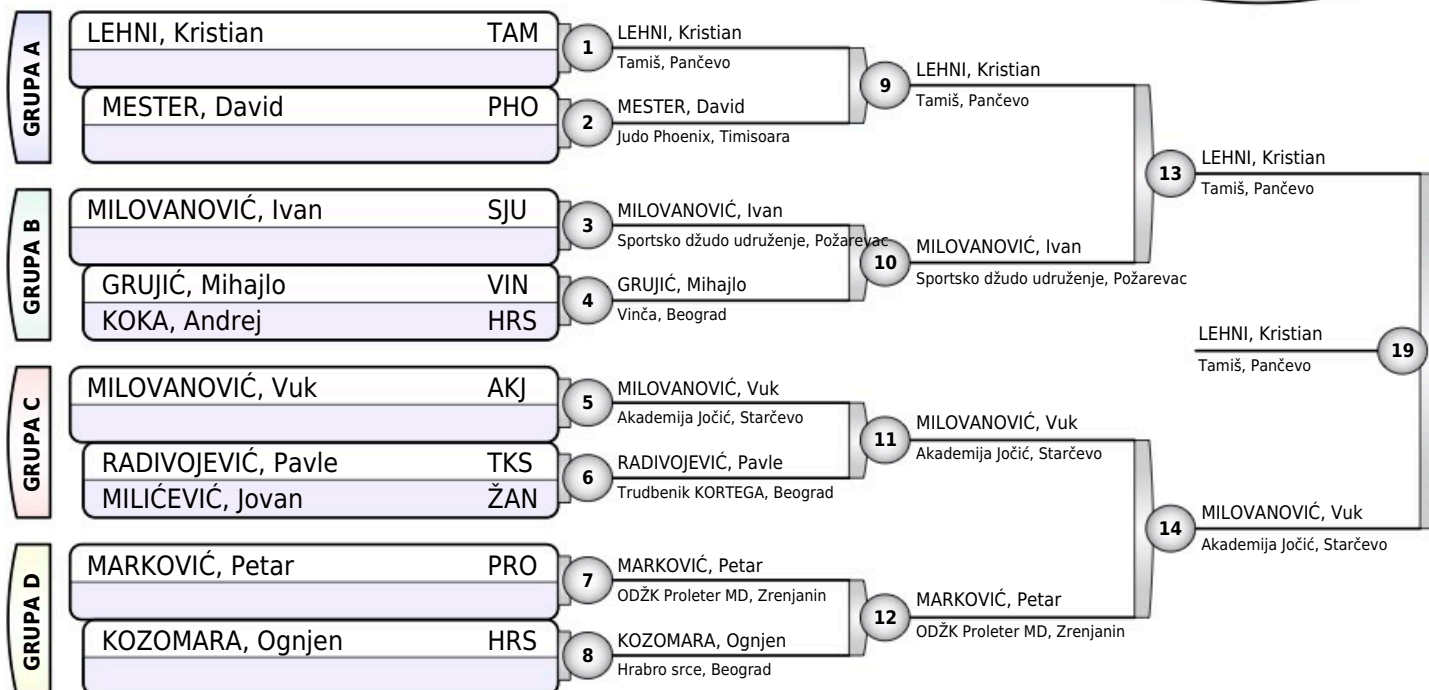 GRUPA A
LEHNI, Kristian TAM
MESTER, David PHO
GRUPA B
MILOVANOVIĆ, Ivan SJU
GRUJIĆ, Mihajlo VIN
KOKA, Andrej HRS
GRUPA C
MILOVANOVIĆ, Vuk AKJ
RADIVOJEVIĆ, Pavle TKS
MILIĆEVIĆ, Jovan ŽAN
GRUPA D
MARKOVIĆ, Petar PRO
KOZOMARA, Ognjen HRS
1
LEHNI, Kristian
Tamiš, Pančevo
2
MESTER, David
Judo Phoenix, Timisoara
3
MILOVANOVIĆ, Ivan
Sportsko džudo udruženje, Požarevac
4
GRUJIĆ, Mihajlo
Vinča, Beograd
5
MILOVANOVIĆ, Vuk
Akademija Jočić, Starčevo
6
RADIVOJEVIĆ, Pavle
Trudbenik KORTEGA, Beograd
7
MARKOVIĆ, Petar
ODŽK Proleter MD, Zrenjanin
8
KOZOMARA, Ognjen
Hrabro srce, Beograd
9
LEHNI, Kristian
Tamiš, Pančevo
10
MILOVANOVIĆ, Ivan
Sportsko džudo udruženje, Požarevac
11
MILOVANOVIĆ, Vuk
Akademija Jočić, Starčevo
12
MARKOVIĆ, Petar
ODŽK Proleter MD, Zrenjanin
13
LEHNI, Kristian
Tamiš, Pančevo
14
MILOVANOVIĆ, Vuk
Akademija Jočić, Starčevo
LEHNI, Kristian
Tamiš, Pančevo
19